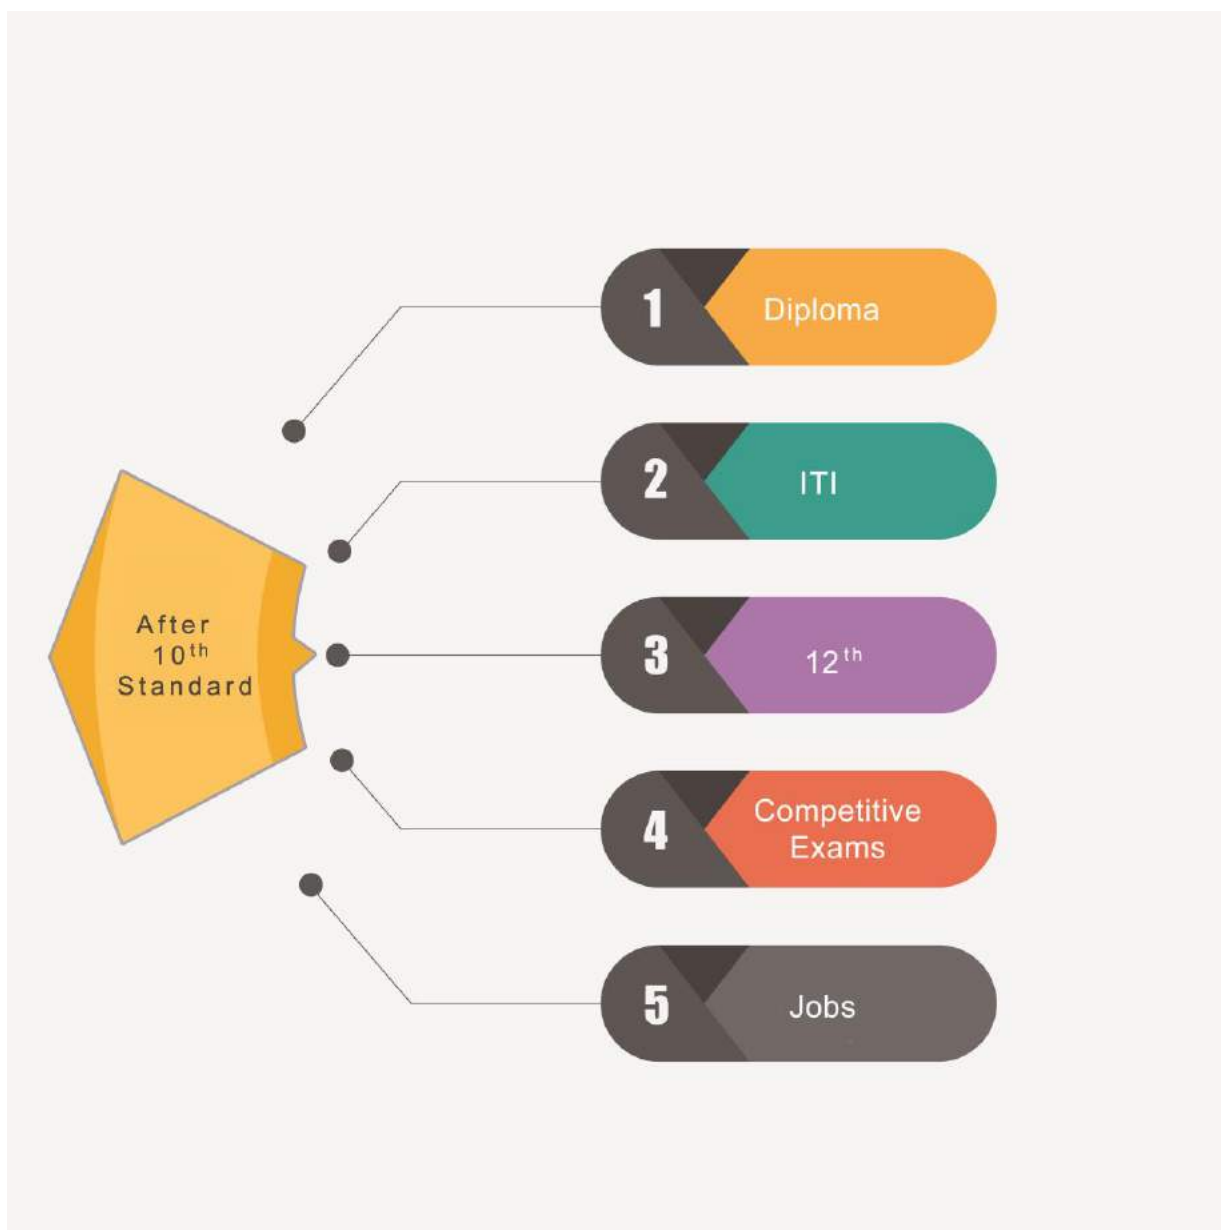 After
10th
Standard
1 Diploma
2 ITI
3 12th
4 Competitive
Exams
5 Jobs